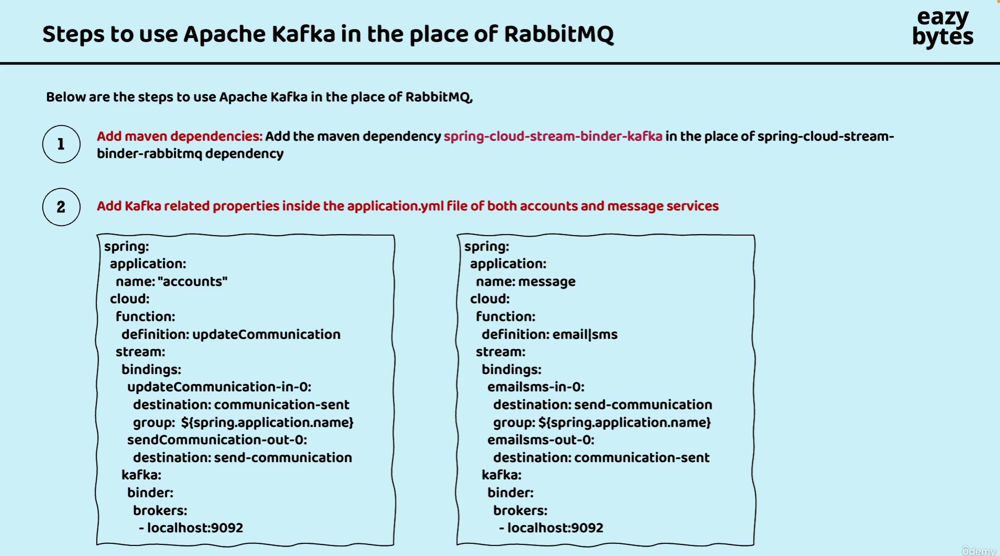 Steps to use Apache Kafka in the place of RabbitMQ
eazy
bytes
Below are the steps to use Apache Kafka in the place of RabbitMQ,
1
Add maven dependencies: Add the maven dependency spring-cloud-stream-binder-kafka in the place of spring-cloud-stream-
binder-rabbitmq dependency
2
Add Kafka related properties inside the application.yml file of both accounts and message services
spring:
application:
name: "accounts"
cloud:
function:
definition: updateCommunication
stream:
bindings:
updateCommunication-in-0:
destination: communication-sent
group: ${spring.application.name}
sendCommunication-out-0:
destination: send-communication
kafka:
binder:
brokers:
- localhost:9092
spring:
application:
name: message
cloud:
function:
definition: email|sms
stream:
bindings:
emailsms-in-0:
destination: send-communication
group: ${spring.application.name}
emailsms-out-0:
destination: communication-sent
kafka:
binder:
brokers:
- localhost:9092
ûdemy